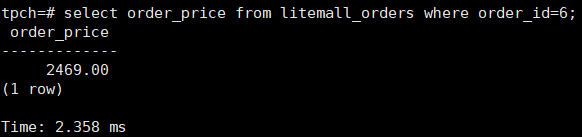 tpch=# select order_price from litemall_orders where order_id=6;
order_price
-------------
2469.00
(1 row)
Time: 2.358 ms